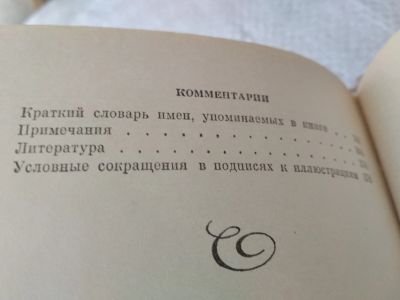 КОММЕНТАРИИ
Краткий словарь имен, упоминаемых в книге . .
Примечания . . . . . . . . . . . .
Литература . . . . . . . . . . . .
Условные сокращения в подписях к иллюстрациям